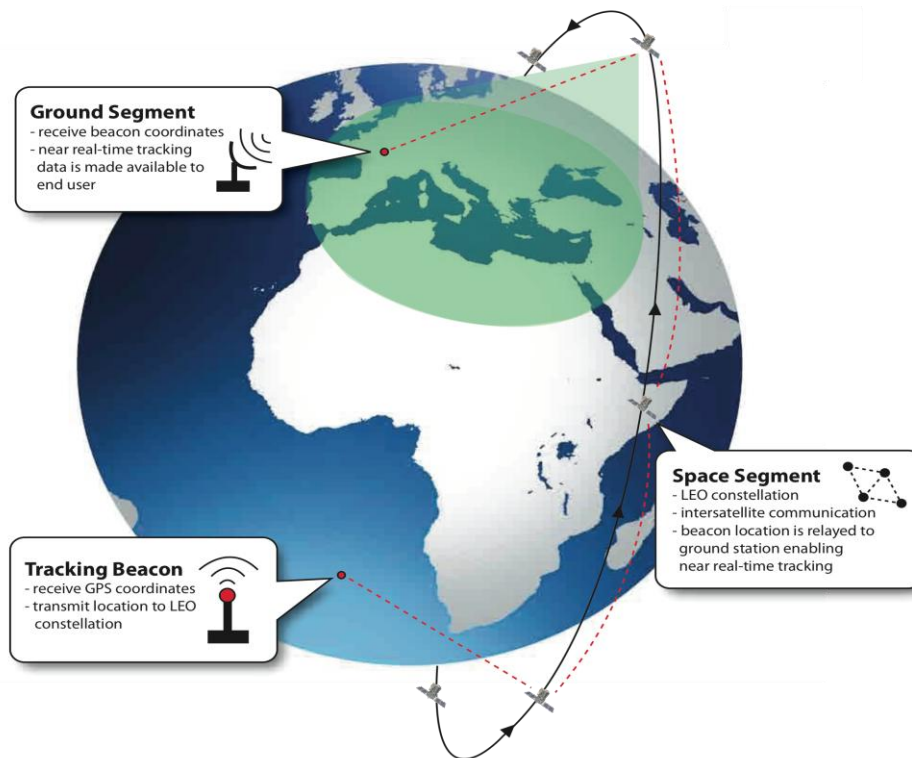 Ground Segment
- receive beacon coordinates
- near real-time tracking
data is made available to
end user
Space Segment
- LEO constellation
- intersatellite communication
- beacon location is relayed to
ground station enabling
near real-time tracking
Tracking Beacon
- receive GPS coordinates
- transmit location to LEO
constellation